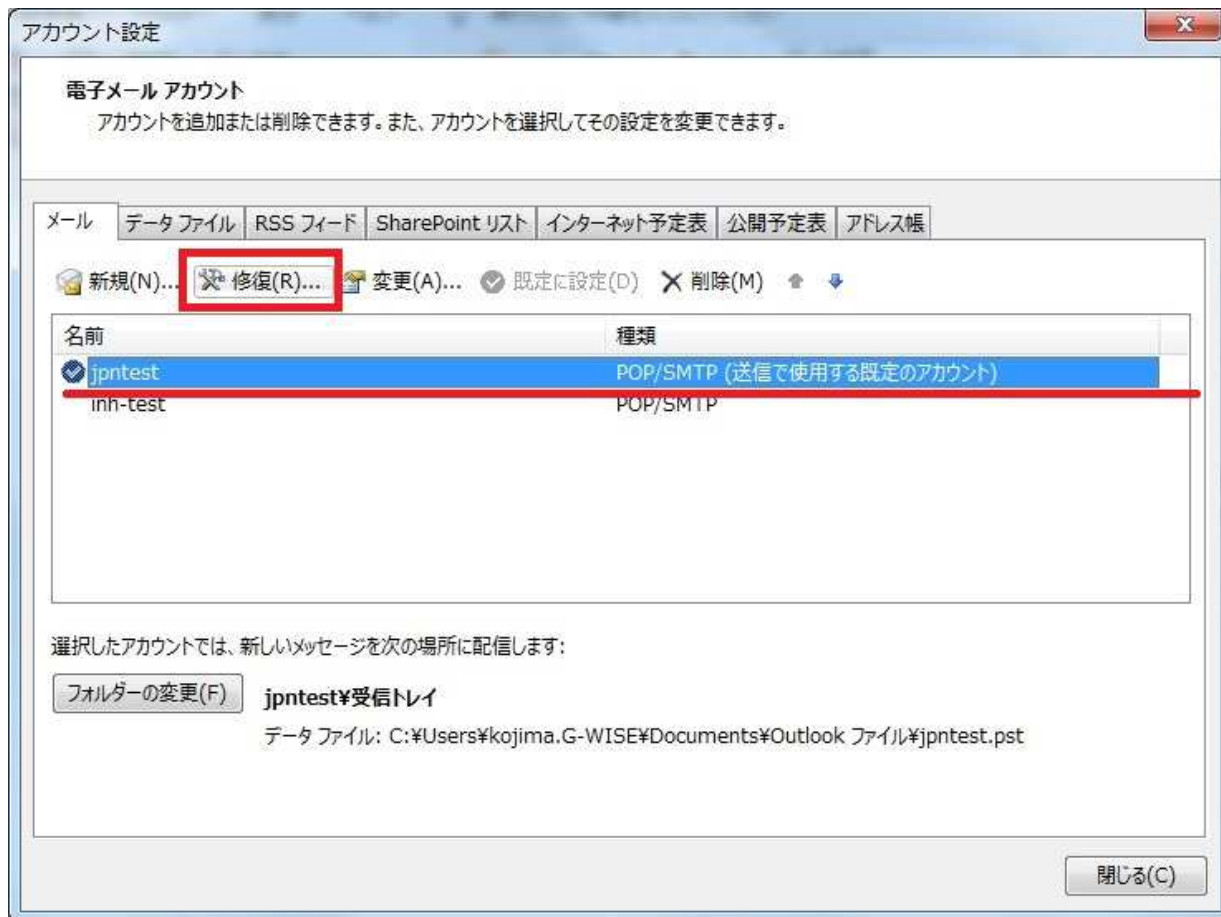 アカウント設定
電子メール アカウント
アカウントを追加または削除できます。また、アカウントを選択してその設定を変更できます。
メール データ ファイル RSS フィード SharePoint リスト インターネット予定表 公開予定表 アドレス帳
新規(N)... 修復(R)... 変更(A)... 既定に設定(D) 削除(M)
名前 種類
jpntest POP/SMTP (送信で使用する既定のアカウント)
inh-test POP/SMTP
選択したアカウントでは、新しいメッセージを次の場所に配信します:
フォルダーの変更(F) jpntest¥受信トレイ
データ ファイル: C:¥Users¥kojima.G-WISE¥Documents¥Outlook ファイル¥jpntest.pst
閉じる(C)